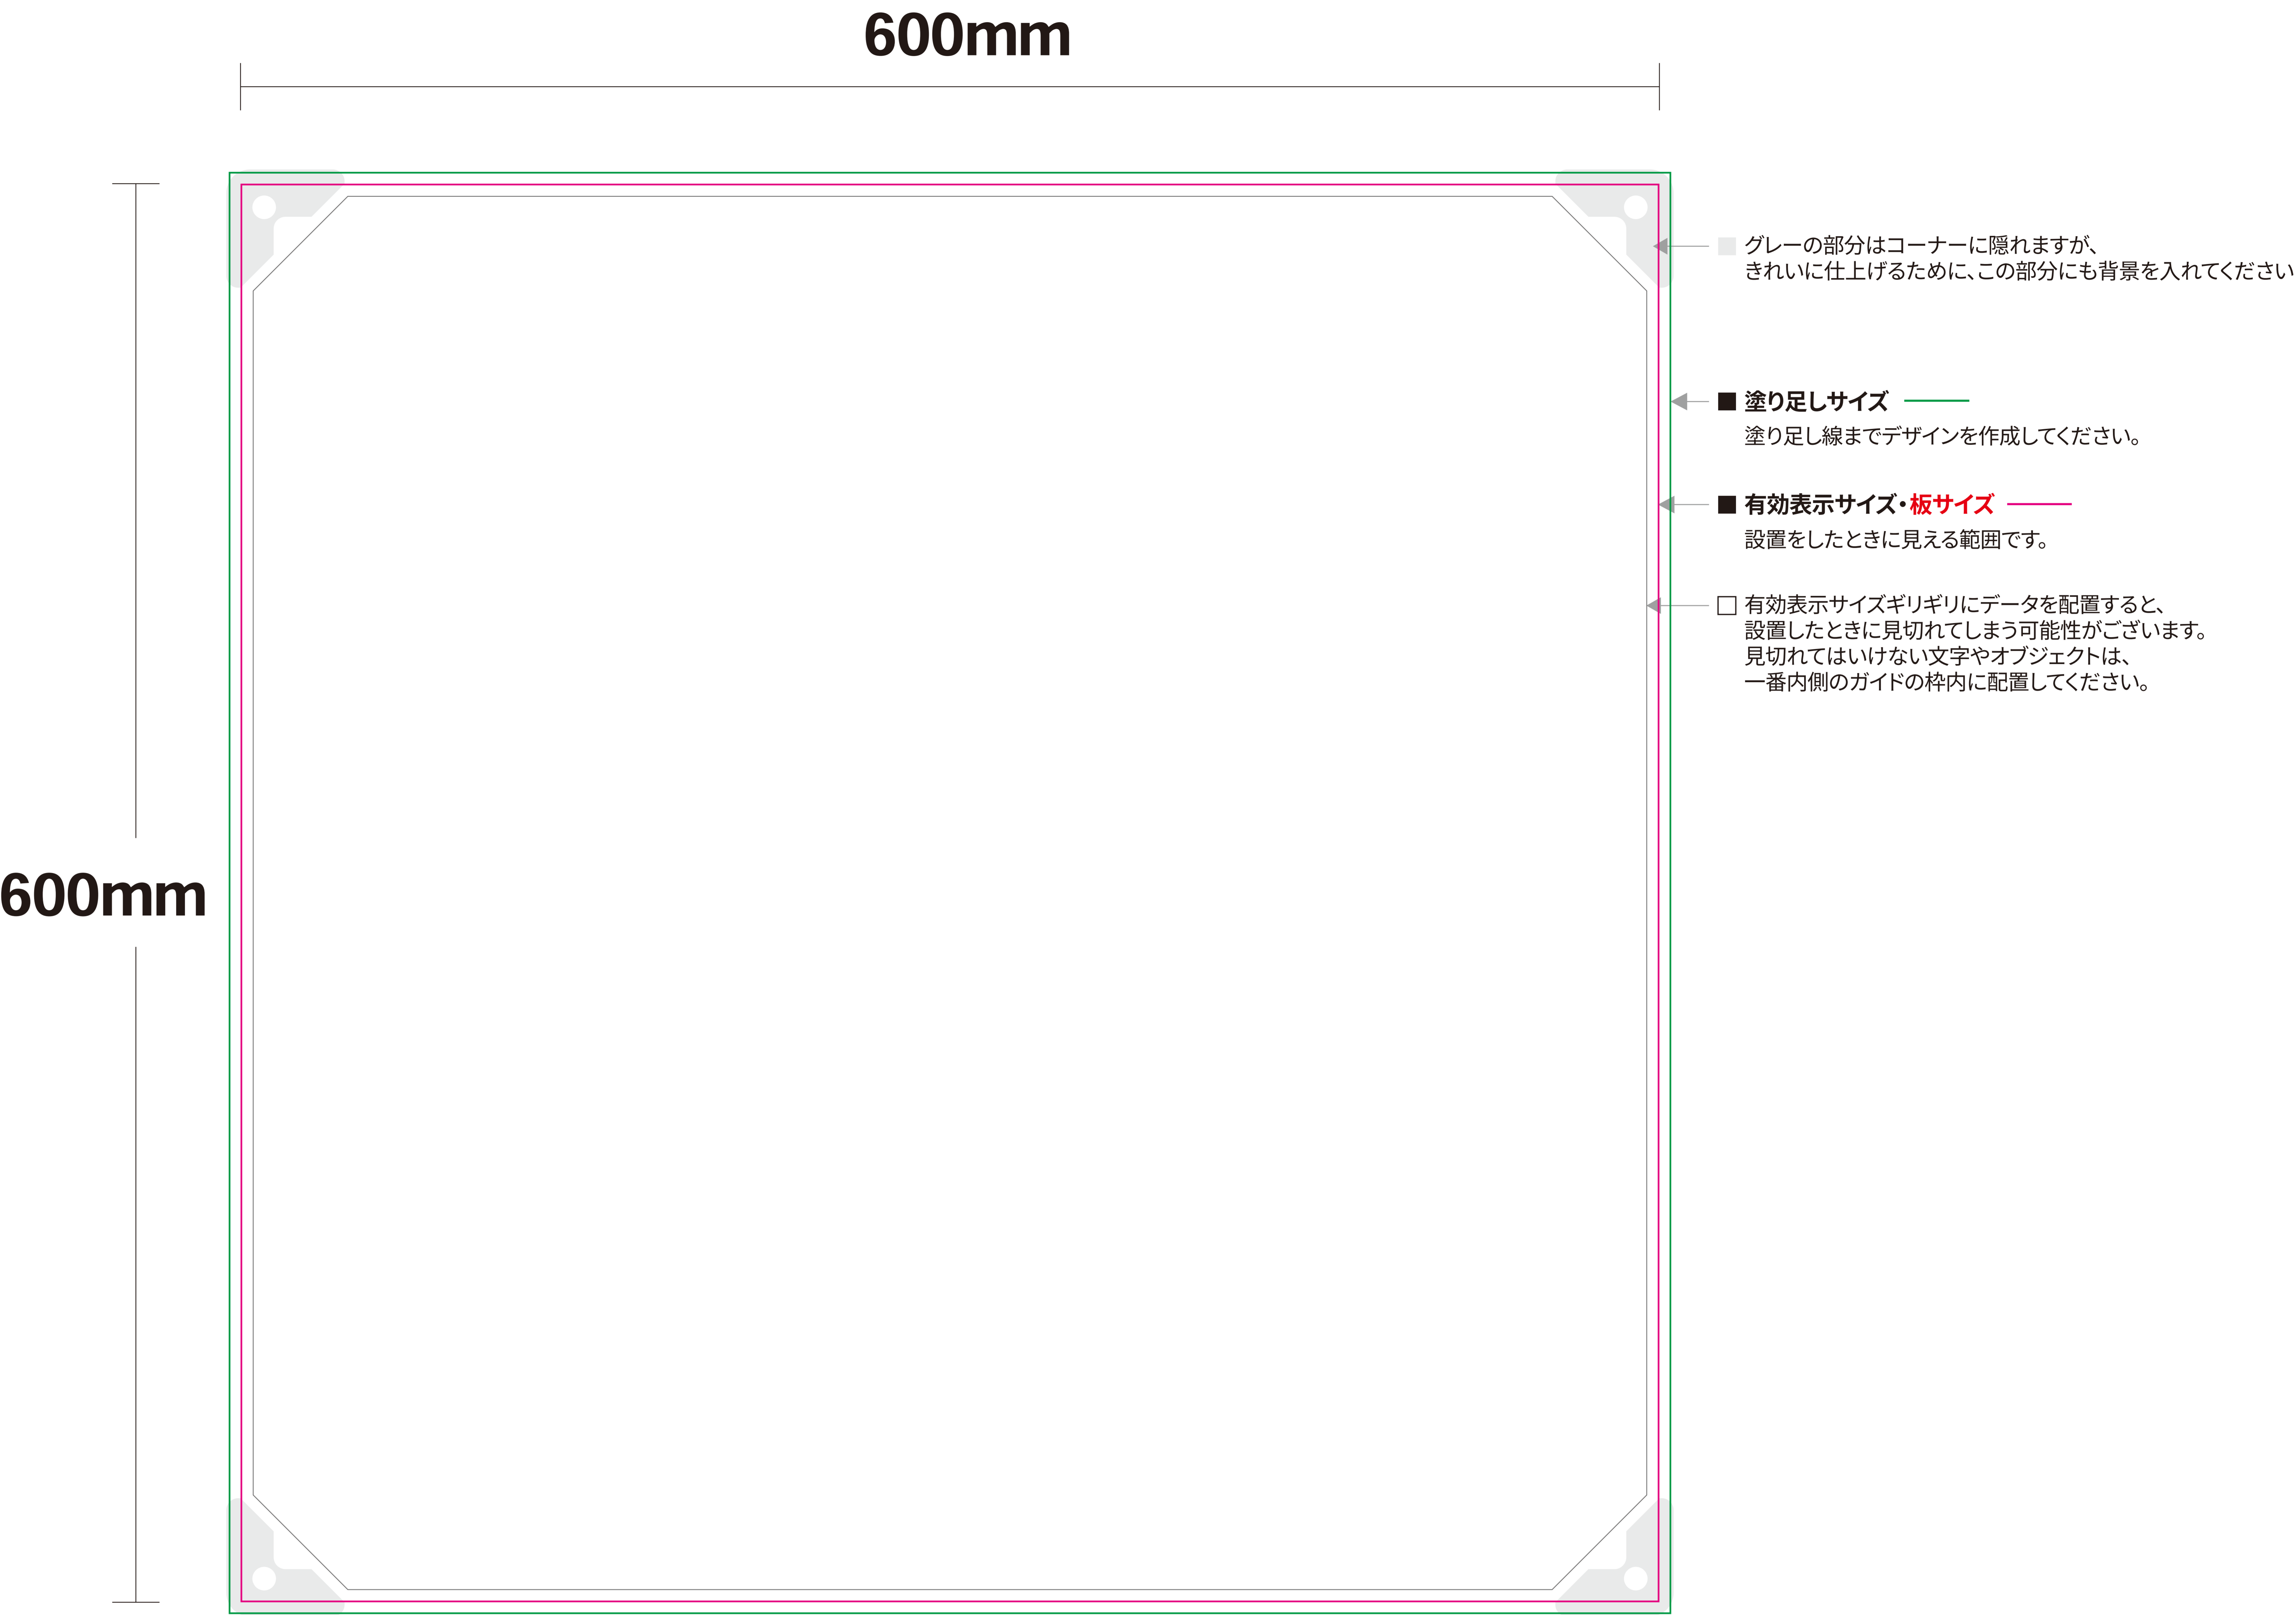 600mm
グレーの部分はコーナーに隠れますが、
きれいに仕上げるために、この部分にも背景を入れてください
■ 塗り足しサイズ
塗り足し線までデザインを作成してください。
■ 有効表示サイズ・板サイズ
設置をしたときに見える範囲です。
□ 有効表示サイズギリギリにデータを配置すると、
設置したときに見切れてしまう可能性がございます。
見切れてはいけない文字やオブジェクトは、
一番内側のガイドの枠内に配置してください。
600mm